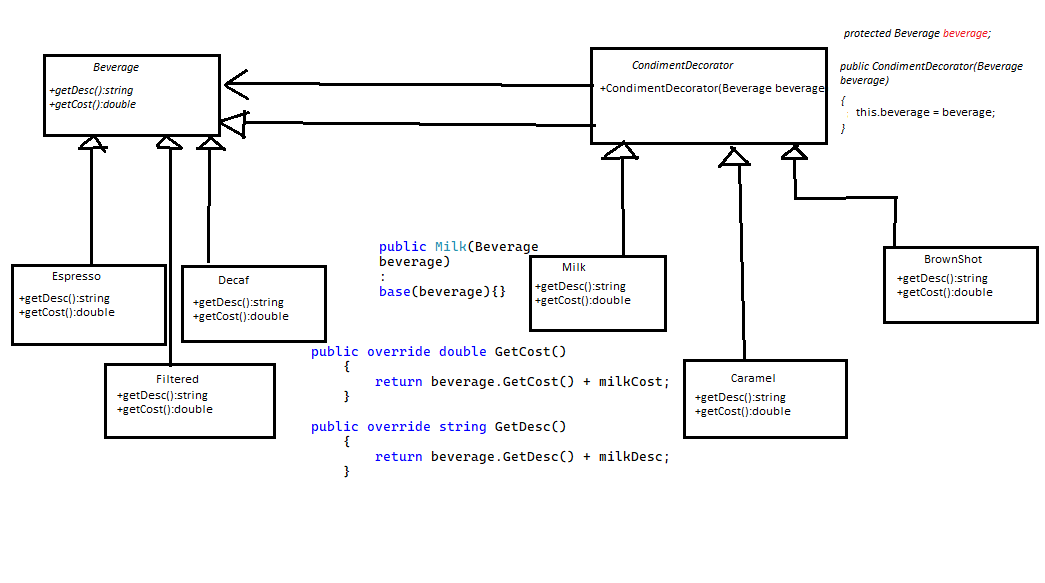 protected Beverage beverage;
Beverage
+getDesc():string
+getCost():double
CondimentDecorator
+CondimentDecorator(Beverage beverage
public CondimentDecorator(Beverage
beverage)
{
this.beverage = beverage;
}
public Milk(Beverage
beverage)
:
base(beverage){}
Espresso
+getDesc():string
+getCost():double
Decaf
+getDesc():string
+getCost():double
Milk
+getDesc():string
+getCost():double
BrownShot
+getDesc():string
+getCost():double
Filtered
+getDesc():string
+getCost():double
public override double GetCost()
{
return beverage.GetCost() + milkCost;
}
public override string GetDesc()
{
return beverage.GetDesc() + milkDesc;
}
Caramel
+getDesc():string
+getCost():double